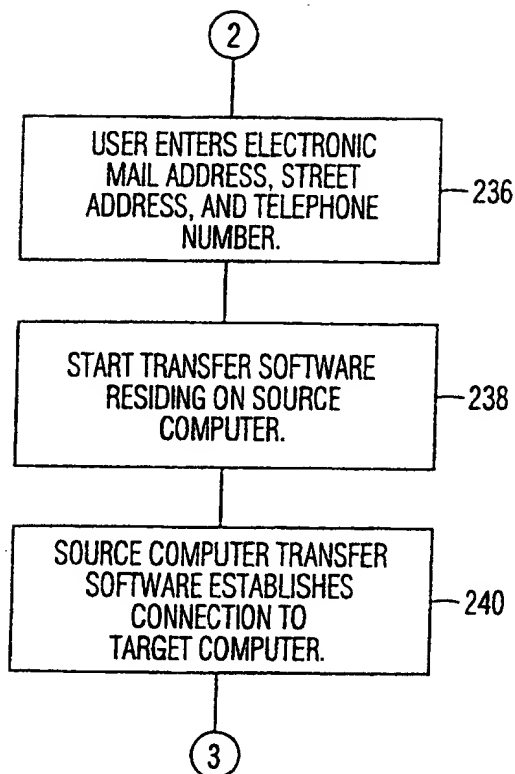 2
USER ENTERS ELECTRONIC
MAIL ADDRESS, STREET
ADDRESS, AND TELEPHONE
NUMBER.
236
START TRANSFER SOFTWARE
RESIDING ON SOURCE
COMPUTER.
238
SOURCE COMPUTER TRANSFER
SOFTWARE ESTABLISHES
CONNECTION TO
TARGET COMPUTER.
240
3